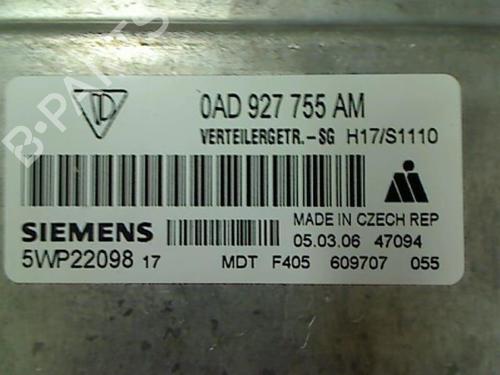 B-PARTS
0AD 927 755 AM
VERTEILERGETR.-SG H17/S1110
MADE IN CZECH REP
SIEMENS
05.03.06 47094
5WP22098 17 MDT F405 609707 055